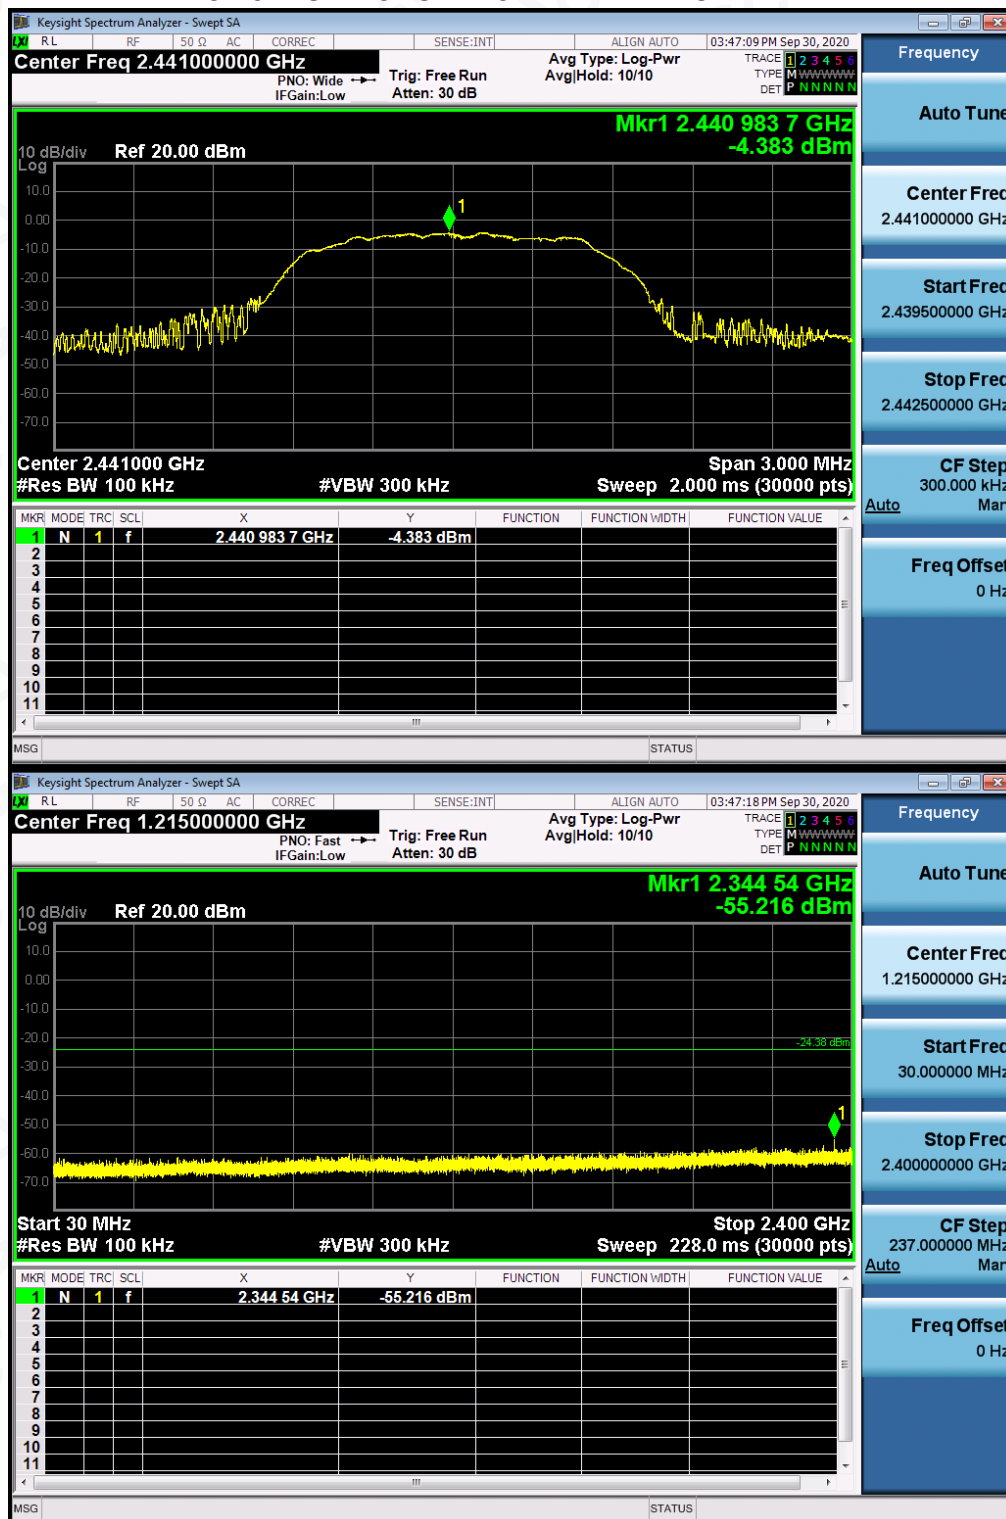 Keysight Spectrum Analyzer - Swept SA
LXI RL RF 50 Ω AC CORREC SENSE:INT ALIGN AUTO 03:47:09 PM Sep 30, 2020
Center Freq 2.441000000 GHz
PNO: Wide
IFGain:Low
Trig: Free Run
Atten: 30 dB
Avg Type: Log-Pwr
Avg|Hold: 10/10
TRACE 1 2 3 4 5 6
TYPE M WWWWW
DET P N N N N N
Mkr1 2.440 983 7 GHz
-4.383 dBm
10 dB/div Ref 20.00 dBm
Log
10.0
0.00
-10.0
-20.0
-30.0
-40.0
-50.0
-60.0
-70.0
1
Center 2.441000 GHz Span 3.000 MHz
#Res BW 100 kHz #VBW 300 kHz Sweep 2.000 ms (30000 pts)
MKR MODE TRC SCL X Y FUNCTION FUNCTION WIDTH FUNCTION VALUE
1 N 1 f 2.440 983 7 GHz -4.383 dBm
2
3
4
5
6
7
8
9
10
11
MSG STATUS
Frequency
Auto Tune
Center Freq
2.441000000 GHz
Start Freq
2.439500000 GHz
Stop Freq
2.442500000 GHz
CF Step
300.000 kHz
Auto Man
Freq Offset
0 Hz
Keysight Spectrum Analyzer - Swept SA
LXI RL RF 50 Ω AC CORREC SENSE:INT ALIGN AUTO 03:47:18 PM Sep 30, 2020
Center Freq 1.215000000 GHz
PNO: Fast
IFGain:Low
Trig: Free Run
Atten: 30 dB
Avg Type: Log-Pwr
Avg|Hold: 10/10
TRACE 1 2 3 4 5 6
TYPE M WWWWW
DET P N N N N N
Mkr1 2.344 54 GHz
-55.216 dBm
10 dB/div Ref 20.00 dBm
Log
10.0
0.00
-10.0
-20.0
-30.0
-40.0
-50.0
-60.0
-70.0
-24.38 dBm
1
Start 30 MHz Stop 2.400 GHz
#Res BW 100 kHz #VBW 300 kHz Sweep 228.0 ms (30000 pts)
MKR MODE TRC SCL X Y FUNCTION FUNCTION WIDTH FUNCTION VALUE
1 N 1 f 2.344 54 GHz -55.216 dBm
2
3
4
5
6
7
8
9
10
11
MSG STATUS
Frequency
Auto Tune
Center Freq
1.215000000 GHz
Start Freq
30.000000 MHz
Stop Freq
2.400000000 GHz
CF Step
237.000000 MHz
Auto Man
Freq Offset
0 Hz